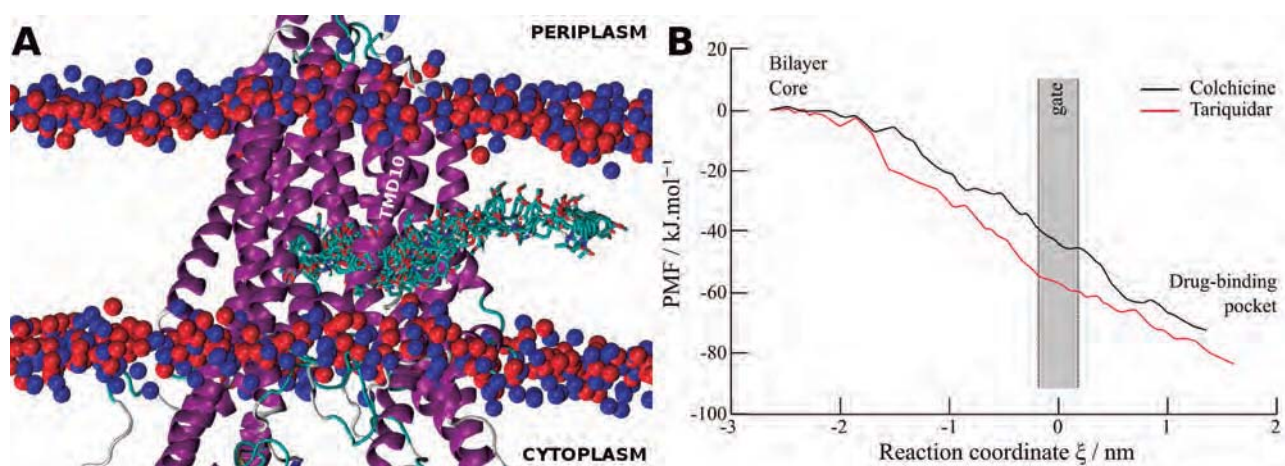 A
PERIPLASM
TMD10
CYTOPLASM
B
20
0
-20
-40
-60
-80
-100
PMF / kJ.mol⁻¹
Bilayer
Core
gate
Colchicine
Tariquidar
Drug-binding
pocket
-3 -2 -1 0 1 2
Reaction coordinate ξ / nm